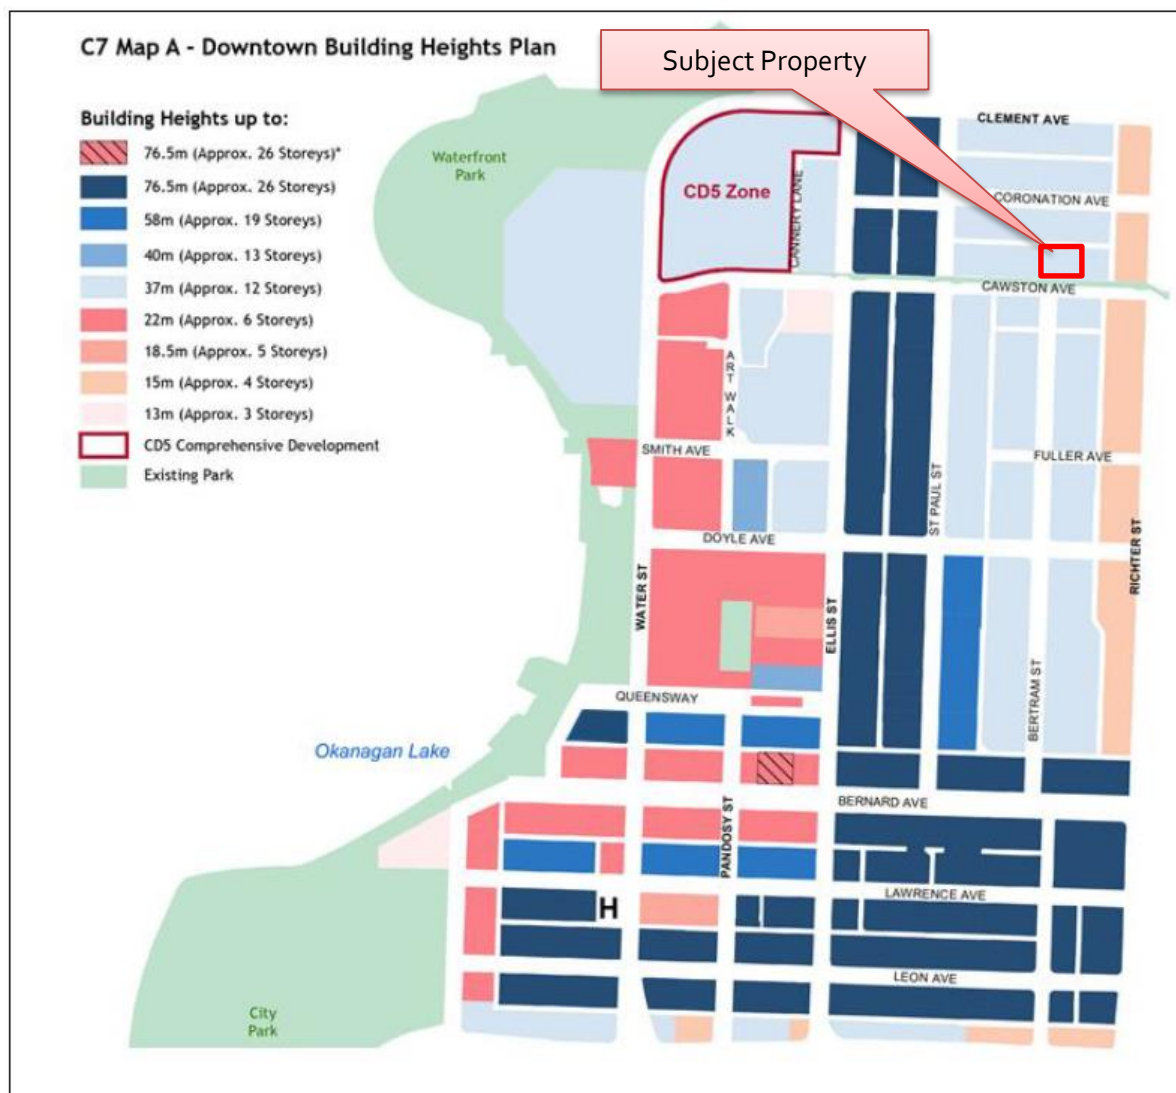 C7 Map A - Downtown Building Heights Plan
Subject Property
Building Heights up to:
76.5m (Approx. 26 Storeys)*
76.5m (Approx. 26 Storeys)
58m (Approx. 19 Storeys)
40m (Approx. 13 Storeys)
37m (Approx. 12 Storeys)
22m (Approx. 6 Storeys)
18.5m (Approx. 5 Storeys)
15m (Approx. 4 Storeys)
13m (Approx. 3 Storeys)
CD5 Comprehensive Development
Existing Park
Waterfront
Park
CD5 Zone
CANNERY LANE
CLEMENT AVE
CORONATION AVE
CAWSTON AVE
ART WALK
SMITH AVE
FULLER AVE
ST PAUL ST
DOYLE AVE
WATER ST
ELLIS ST
RICHTER ST
BERTRAM ST
QUEENSWAY
Okanagan Lake
BERNARD AVE
PANDOSY ST
LAWRENCE AVE
H
LEON AVE
City
Park